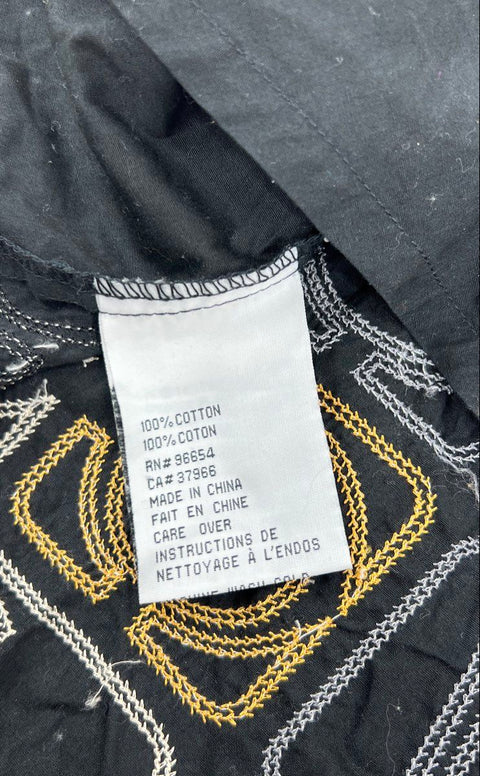 100% COTTON
100% COTON
RN# 96654
CA# 37966
MADE IN CHINA
FAIT EN CHINE
CARE OVER
INSTRUCTIONS DE
NETTOYAGE À L'ENDOS